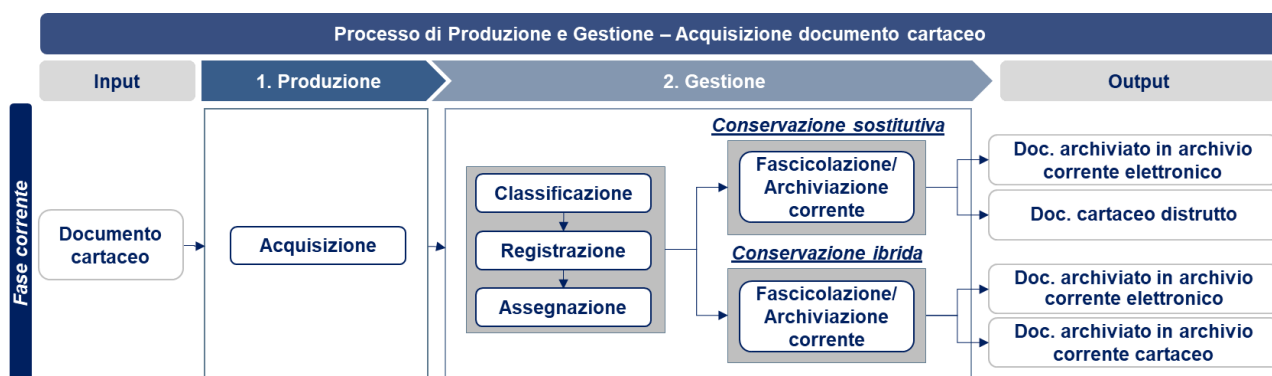 Processo di Produzione e Gestione – Acquisizione documento cartaceo
Input
1. Produzione
2. Gestione
Output
Fase corrente
Documento
cartaceo
Acquisizione
Classificazione
Registrazione
Assegnazione
Conservazione sostitutiva
Fascicolazione/
Archiviazione
corrente
Conservazione ibrida
Fascicolazione/
Archiviazione
corrente
Doc. archiviato in archivio
corrente elettronico
Doc. cartaceo distrutto
Doc. archiviato in archivio
corrente elettronico
Doc. archiviato in archivio
corrente cartaceo